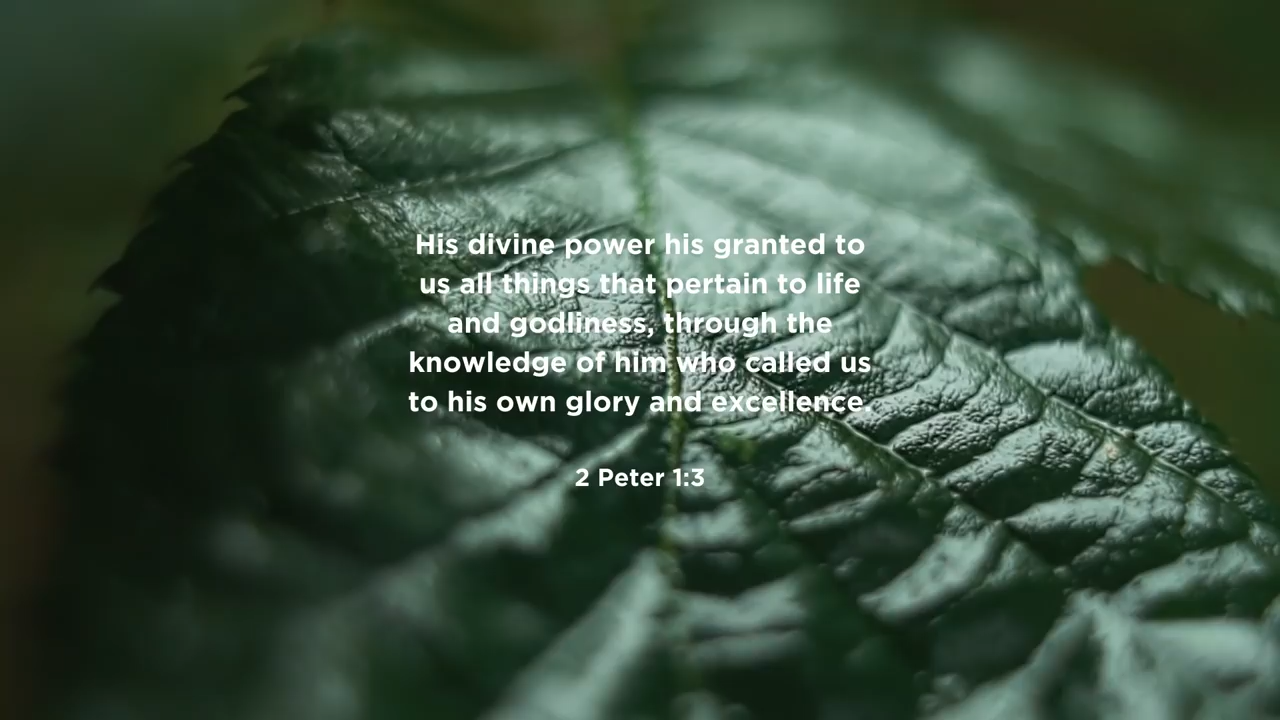 His divine power his granted to
us all things that pertain to life
and godliness, through the
knowledge of him who called us
to his own glory and excellence.
2 Peter 1:3